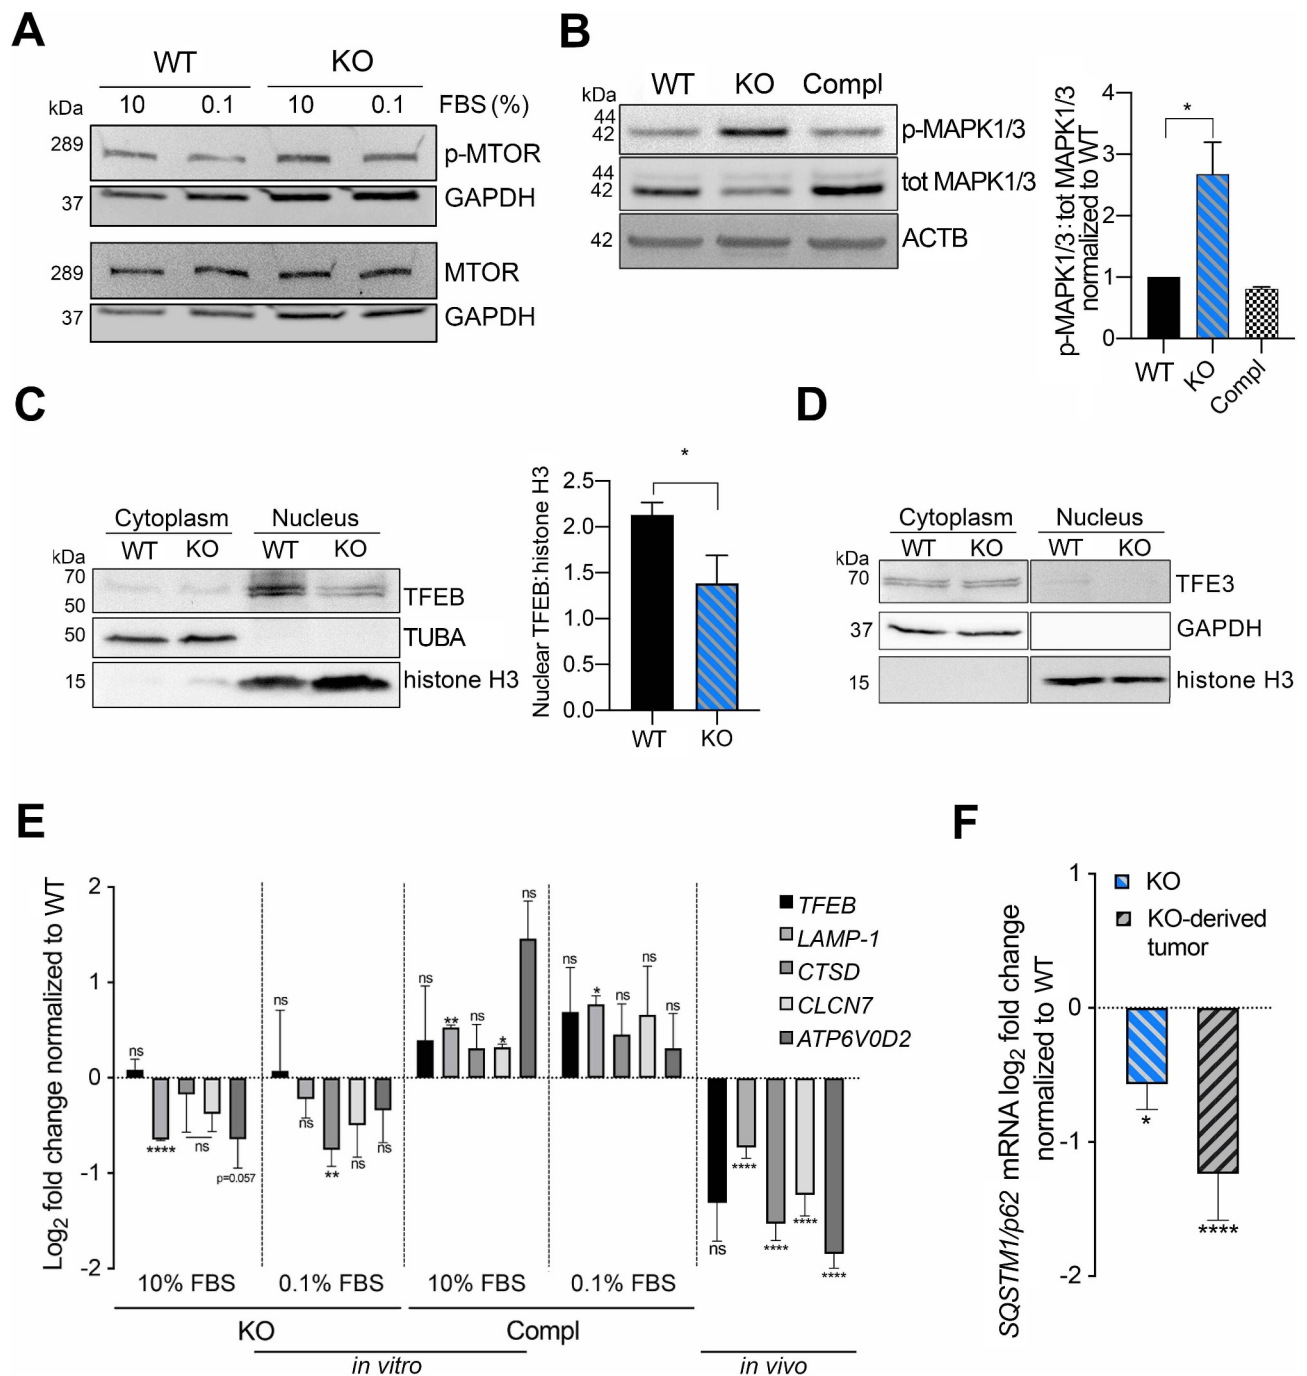 A
WT KO
kDa 10 0.1 10 0.1 FBS (%)
289 p-MTOR
37 GAPDH
289 MTOR
37 GAPDH
B
WT KO Compl
kDa
44
42 p-MAPK1/3
44
42 tot MAPK1/3
42 ACTB
p-MAPK1/3:tot MAPK1/3
normalized to WT
4
3
2
1
0
*
WT KO Compl
C
Cytoplasm Nucleus
WT KO WT KO
kDa
70
50 TFEB
50 TUBA
15 histone H3
Nuclear TFEB:histone H3
2.5
2.0
1.5
1.0
0.5
0.0
*
WT KO
D
Cytoplasm Nucleus
WT KO WT KO
kDa
70 TFE3
37 GAPDH
15 histone H3
E
Log2 fold change normalized to WT
2
1
0
-1
-2
ns **** ns p=0.057
ns ns ** ns ns
ns ** ns * ns
ns * ns ns ns
ns **** **** **** ****
TFEB
LAMP-1
CTSD
CLCN7
ATP6V0D2
10% FBS 0.1% FBS 10% FBS 0.1% FBS
KO Compl
in vitro in vivo
F
SQSTM1/p62 mRNA log2 fold change
normalized to WT
1
0
-1
-2
KO
KO-derived
tumor
*
****